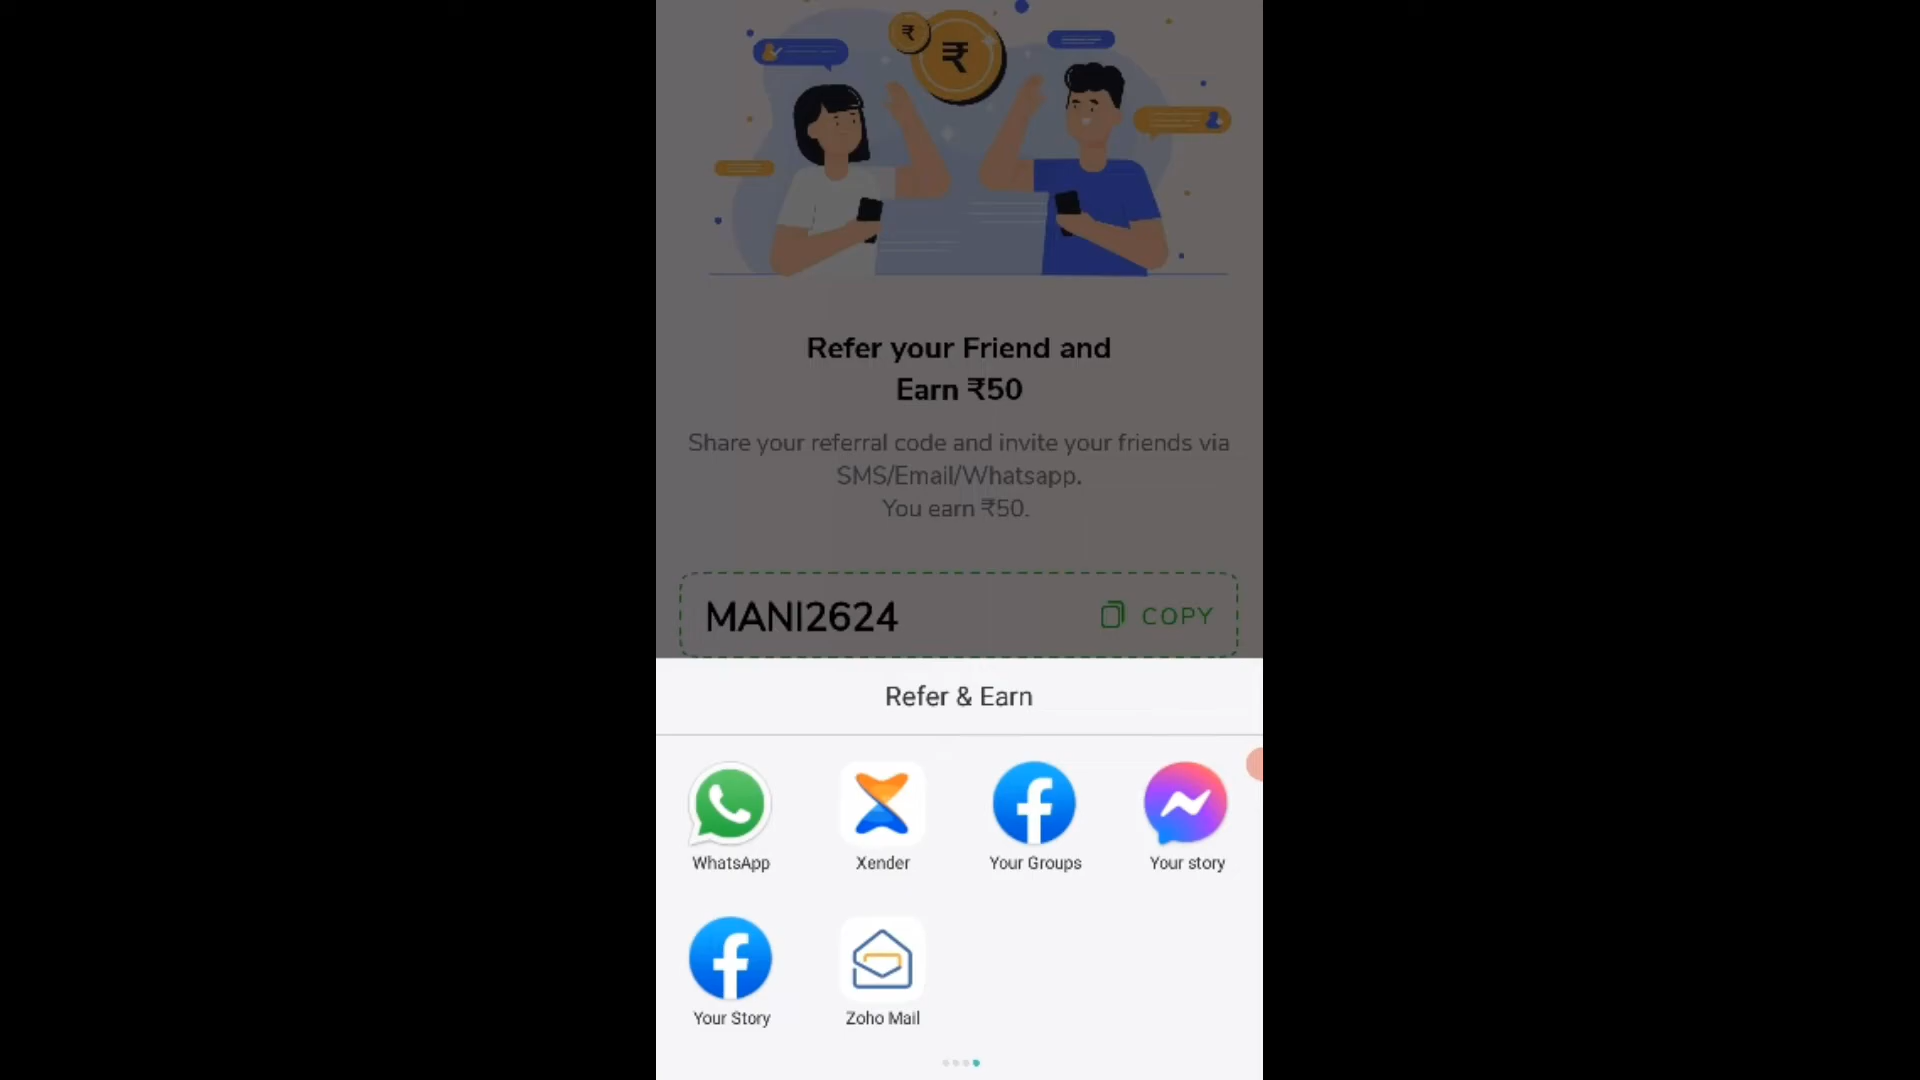 ₹ ₹
Refer your Friend and
Earn ₹50
Share your referral code and invite your friends via
SMS/Email/Whatsapp.
You earn ₹50.
MANI2624 COPY
Refer & Earn
WhatsApp Xender Your Groups Your story
Your Story Zoho Mail